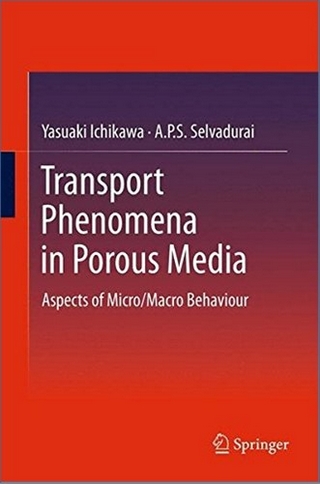 Yasuaki Ichikawa · A.P.S. Selvadurai
Transport
Phenomena
in Porous Media
Aspects of Micro/Macro Behaviour
Springer